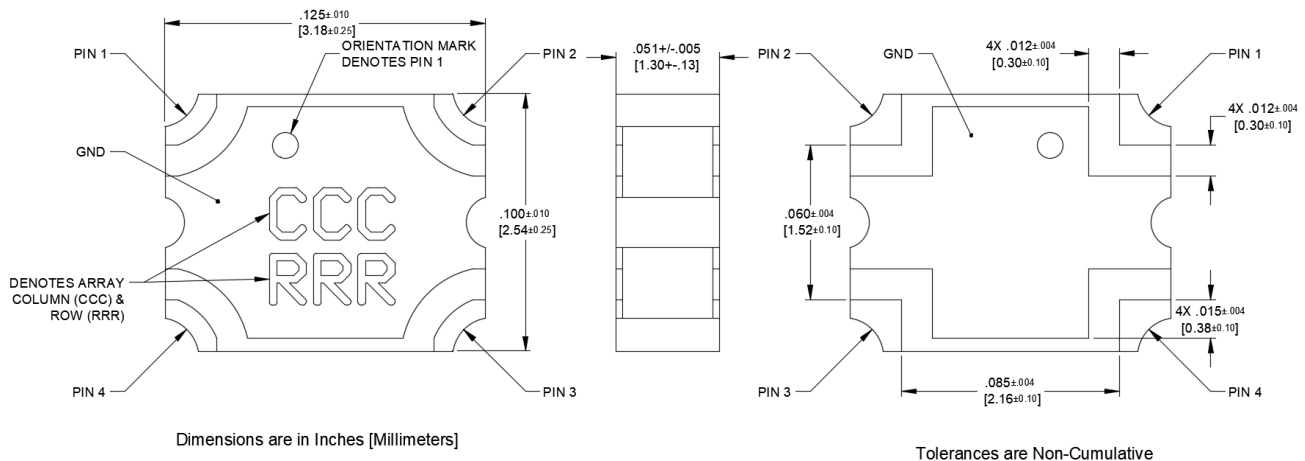 .125±.010
[3.18±0.25]
PIN 1
ORIENTATION MARK
DENOTES PIN 1
PIN 2
GND
CCC
RRR
DENOTES ARRAY
COLUMN (CCC) &
ROW (RRR)
.100±.010
[2.54±0.25]
PIN 4
PIN 3
Dimensions are in Inches [Millimeters]
.051+/-.005
[1.30+-.13]
PIN 2
GND
4X .012±.004
[0.30±0.10]
PIN 1
4X .012±.004
[0.30±0.10]
.060±.004
[1.52±0.10]
4X .015±.004
[0.38±0.10]
PIN 3
.085±.004
[2.16±0.10]
PIN 4
Tolerances are Non-Cumulative